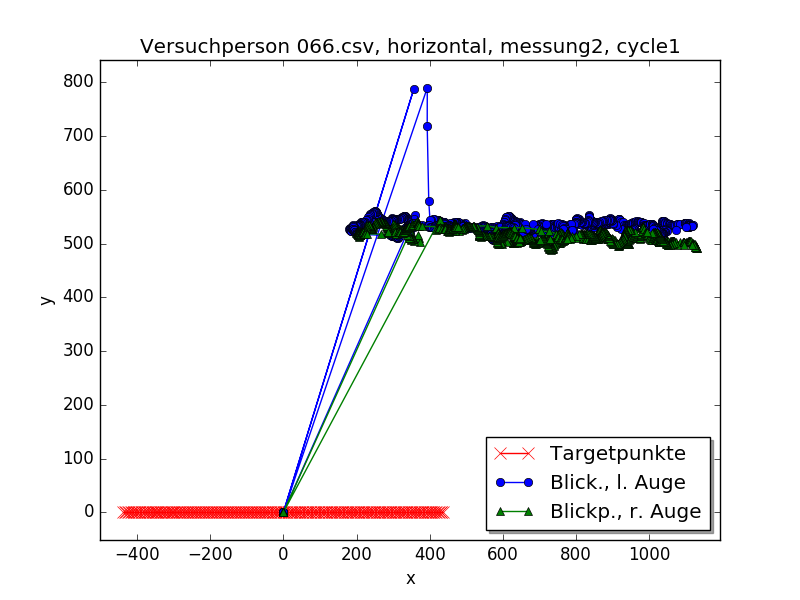 Versuchperson 066.csv, horizontal, messung2, cycle1
800
700
600
500
400
300
200
100
0
y
−400 −200 0 200 400 600 800 1000
x
Targetpunkte
Blick., l. Auge
Blickp., r. Auge